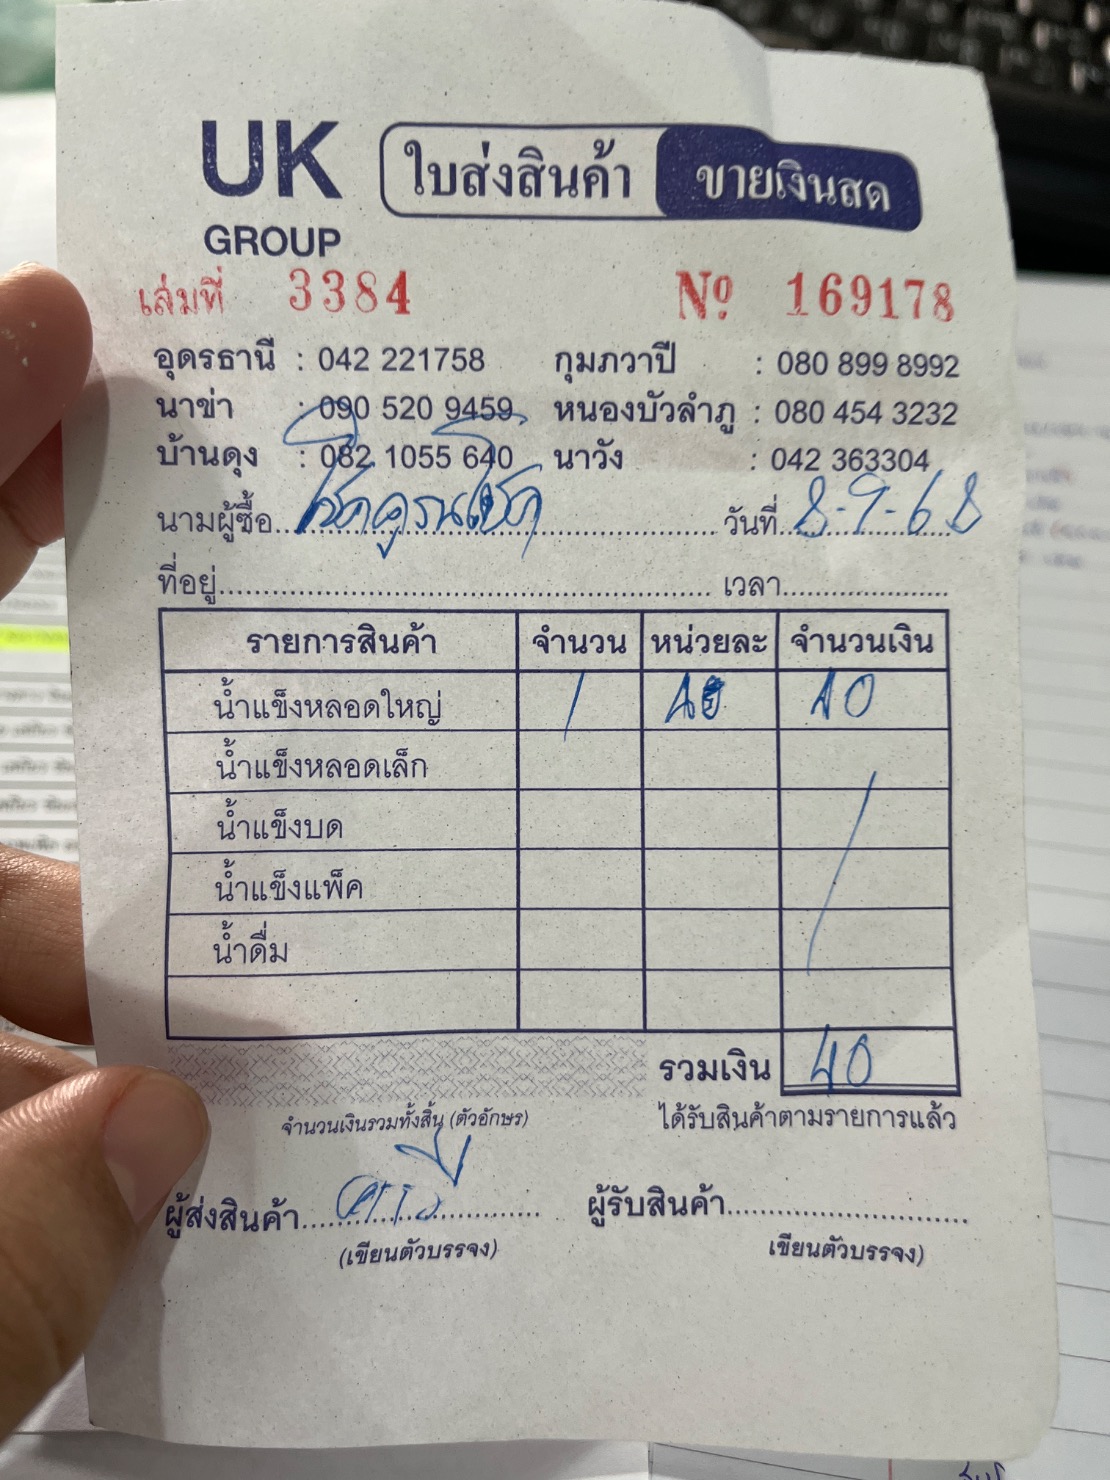 UK
GROUP
ใบส่งสินค้า ขายเงินสด
เล่มที่ 3384 Nº 169178
อุดรธานี : 042 221758 กุมภวาปี : 080 899 8992
นาข่า : 090 520 9459 หนองบัวลำภู : 080 454 3232
บ้านดุง : 082 1055 640 นาวัง : 042 363304
นามผู้ซื้อ วันที่ 8-9-68
ที่อยู่ เวลา
รายการสินค้า จำนวน หน่วยละ จำนวนเงิน
น้ำแข็งหลอดใหญ่ 1 40 40
น้ำแข็งหลอดเล็ก
น้ำแข็งบด
น้ำแข็งแพ็ค
น้ำดื่ม
รวมเงิน 40
จำนวนเงินรวมทั้งสิ้น (ตัวอักษร) ได้รับสินค้าตามรายการแล้ว
ผู้ส่งสินค้า ผู้รับสินค้า
(เขียนตัวบรรจง) เขียนตัวบรรจง)